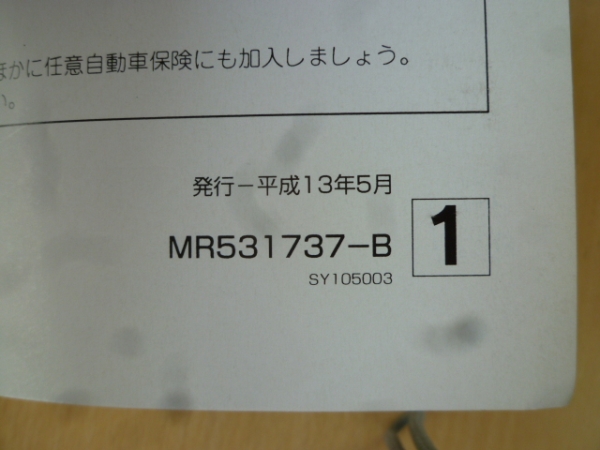 ほかに任意自動車保険にも加入しましょう。
い。
発行－平成13年5月
MR531737－B
1
SY105003